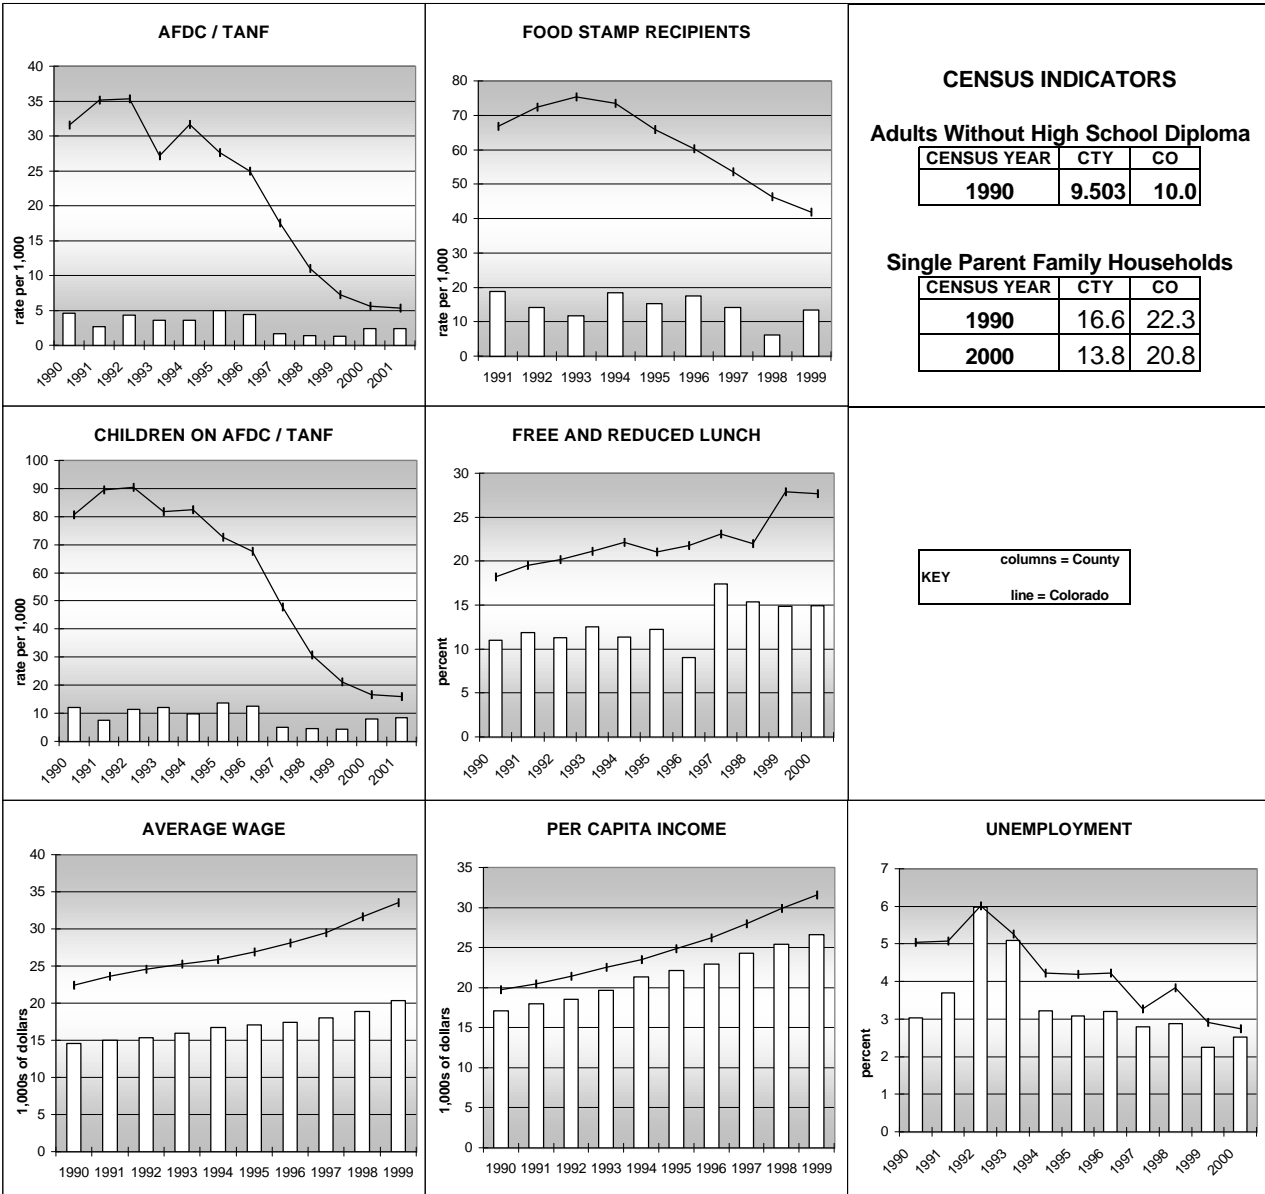 AFDC / TANF
40
35
30
25
20
15
10
5
0
rate per 1,000
1990 1991 1992 1993 1994 1995 1996 1997 1998 1999 2000 2001
FOOD STAMP RECIPIENTS
80
70
60
50
40
30
20
10
0
rate per 1,000
1991 1992 1993 1994 1995 1996 1997 1998 1999
CENSUS INDICATORS
Adults Without High School Diploma
CENSUS YEAR CTY CO
1990 9.503 10.0
Single Parent Family Households
CENSUS YEAR CTY CO
1990 16.6 22.3
2000 13.8 20.8
CHILDREN ON AFDC / TANF
100
90
80
70
60
50
40
30
20
10
0
rate per 1,000
1990 1991 1992 1993 1994 1995 1996 1997 1998 1999 2000 2001
FREE AND REDUCED LUNCH
30
25
20
15
10
5
0
percent
1990 1991 1992 1993 1994 1995 1996 1997 1998 1999 2000
columns = County
KEY
line = Colorado
AVERAGE WAGE
40
35
30
25
20
15
10
5
0
1,000s of dollars
1990 1991 1992 1993 1994 1995 1996 1997 1998 1999
PER CAPITA INCOME
35
30
25
20
15
10
5
0
1,000s of dollars
1990 1991 1992 1993 1994 1995 1996 1997 1998 1999
UNEMPLOYMENT
7
6
5
4
3
2
1
0
percent
1990 1991 1992 1993 1994 1995 1996 1997 1998 1999 2000